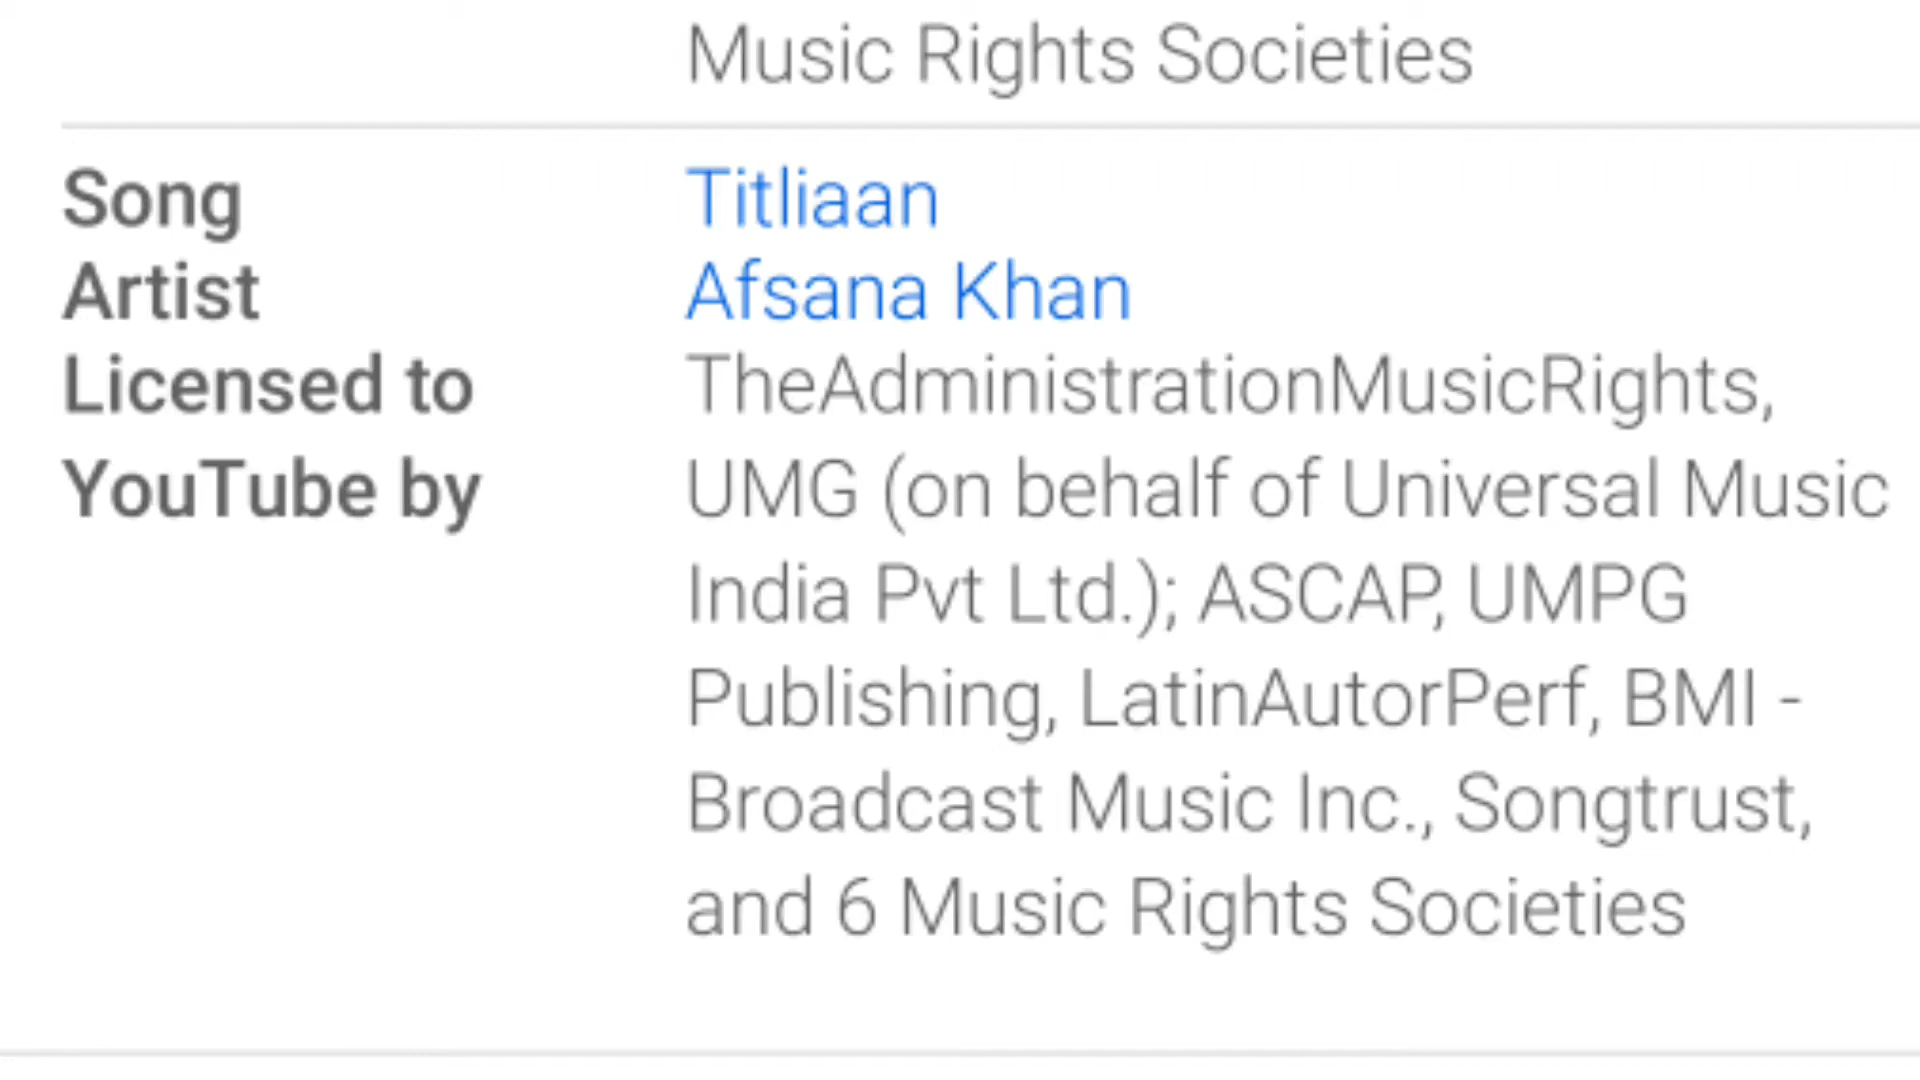 Music Rights Societies
Song Titliaan
Artist Afsana Khan
Licensed to TheAdministrationMusicRights,
YouTube by UMG (on behalf of Universal Music
India Pvt Ltd.); ASCAP, UMPG
Publishing, LatinAutorPerf, BMI -
Broadcast Music Inc., Songtrust,
and 6 Music Rights Societies